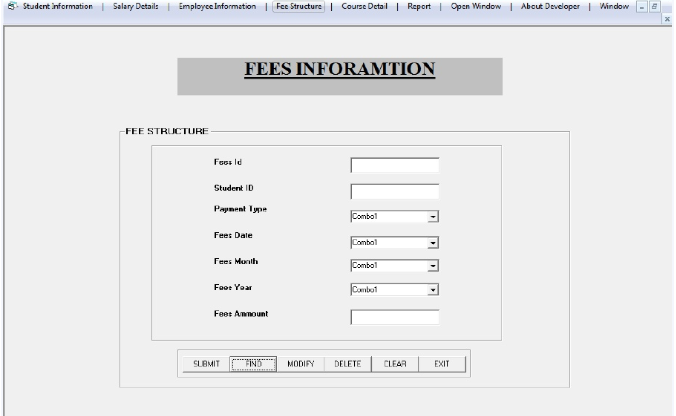 Student Information | Salary Details | Employee Information | Fee Structure | Course Detail | Report | Open Window | About Developer | Window
FEES INFORAMTION
FEE STRUCTURE
Fees Id
Student ID
Payment Type Combo1
Fees Date Combo1
Fees Month Combo1
Fees Year Combo1
Fees Ammount
SUBMIT FIND MODIFY DELETE CLEAR EXIT